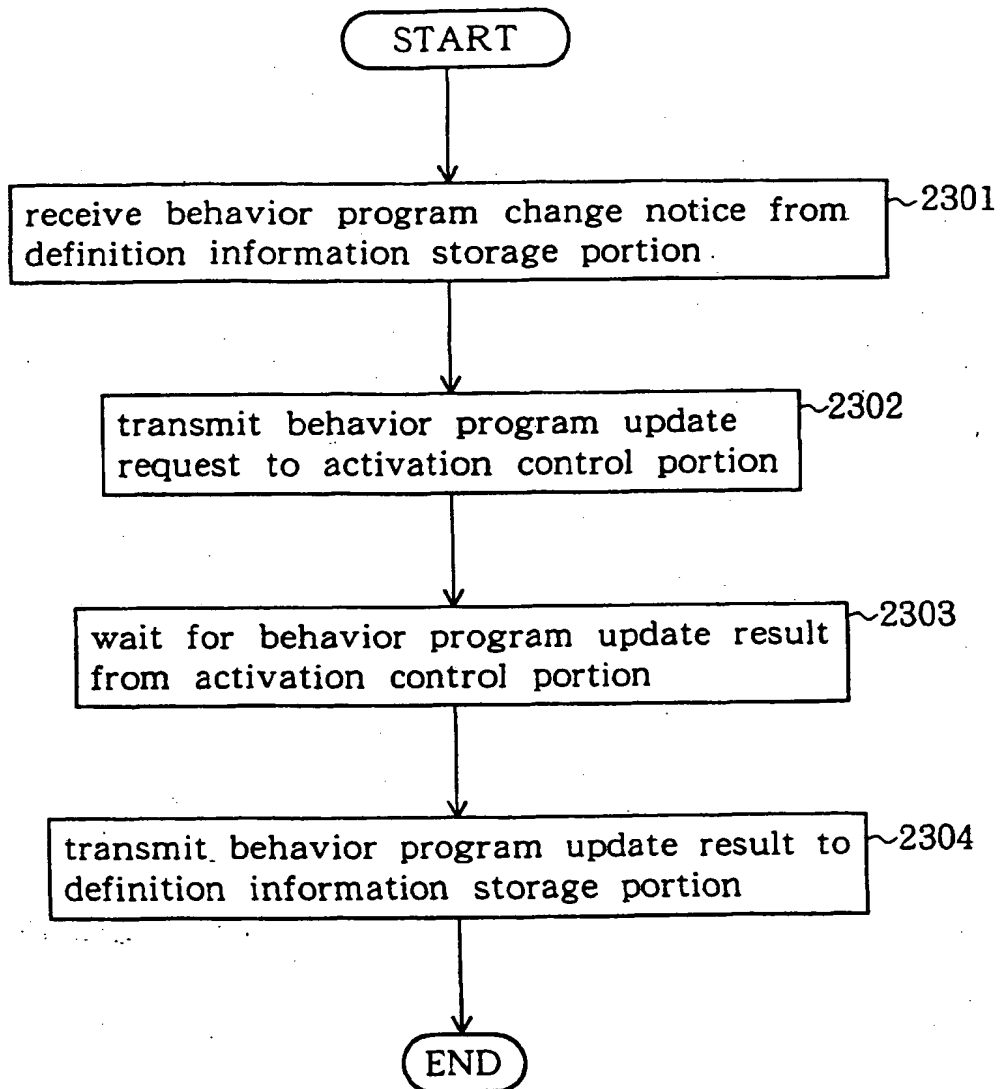 START
receive behavior program change notice from
definition information storage portion
2301
transmit behavior program update
request to activation control portion
2302
wait for behavior program update result
from activation control portion
2303
transmit behavior program update result to
definition information storage portion
2304
END